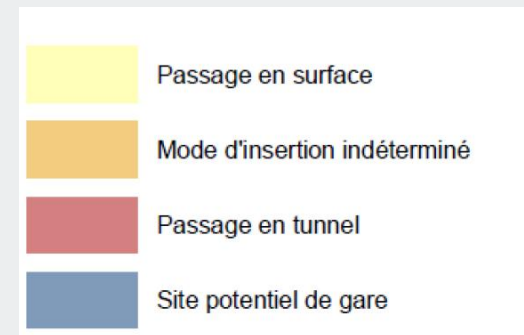 Passage en surface
Mode d'insertion indéterminé
Passage en tunnel
Site potentiel de gare